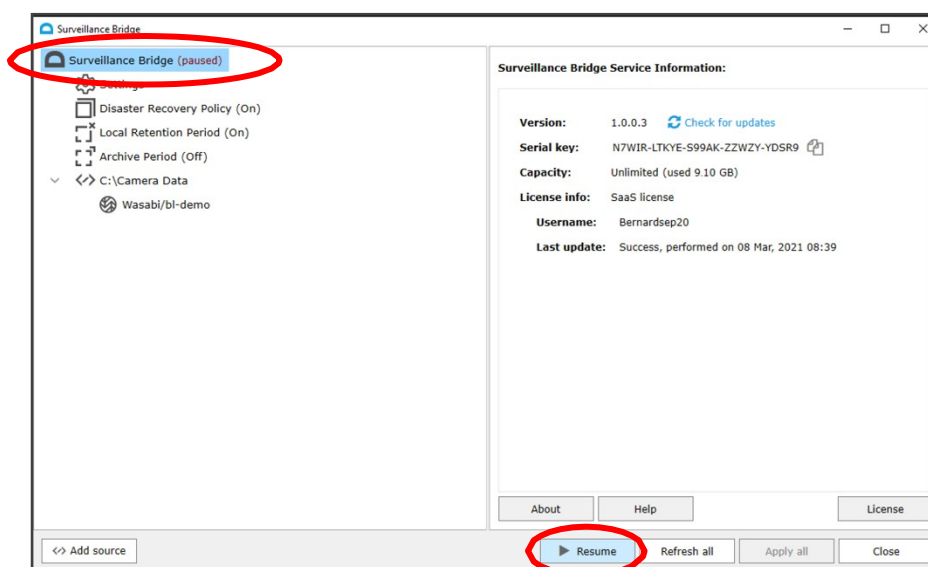 Surveillance Bridge
Surveillance Bridge (paused)
Settings
Disaster Recovery Policy (On)
Local Retention Period (On)
Archive Period (Off)
C:\Camera Data
Wasabi/bl-demo
Surveillance Bridge Service Information:
Version: 1.0.0.3 Check for updates
Serial key: N7WIR-LTKYE-S99AK-ZZWZY-YDSR9
Capacity: Unlimited (used 9.10 GB)
License info: SaaS license
Username: Bernardsep20
Last update: Success, performed on 08 Mar, 2021 08:39
About Help License
Add source Resume Refresh all Apply all Close